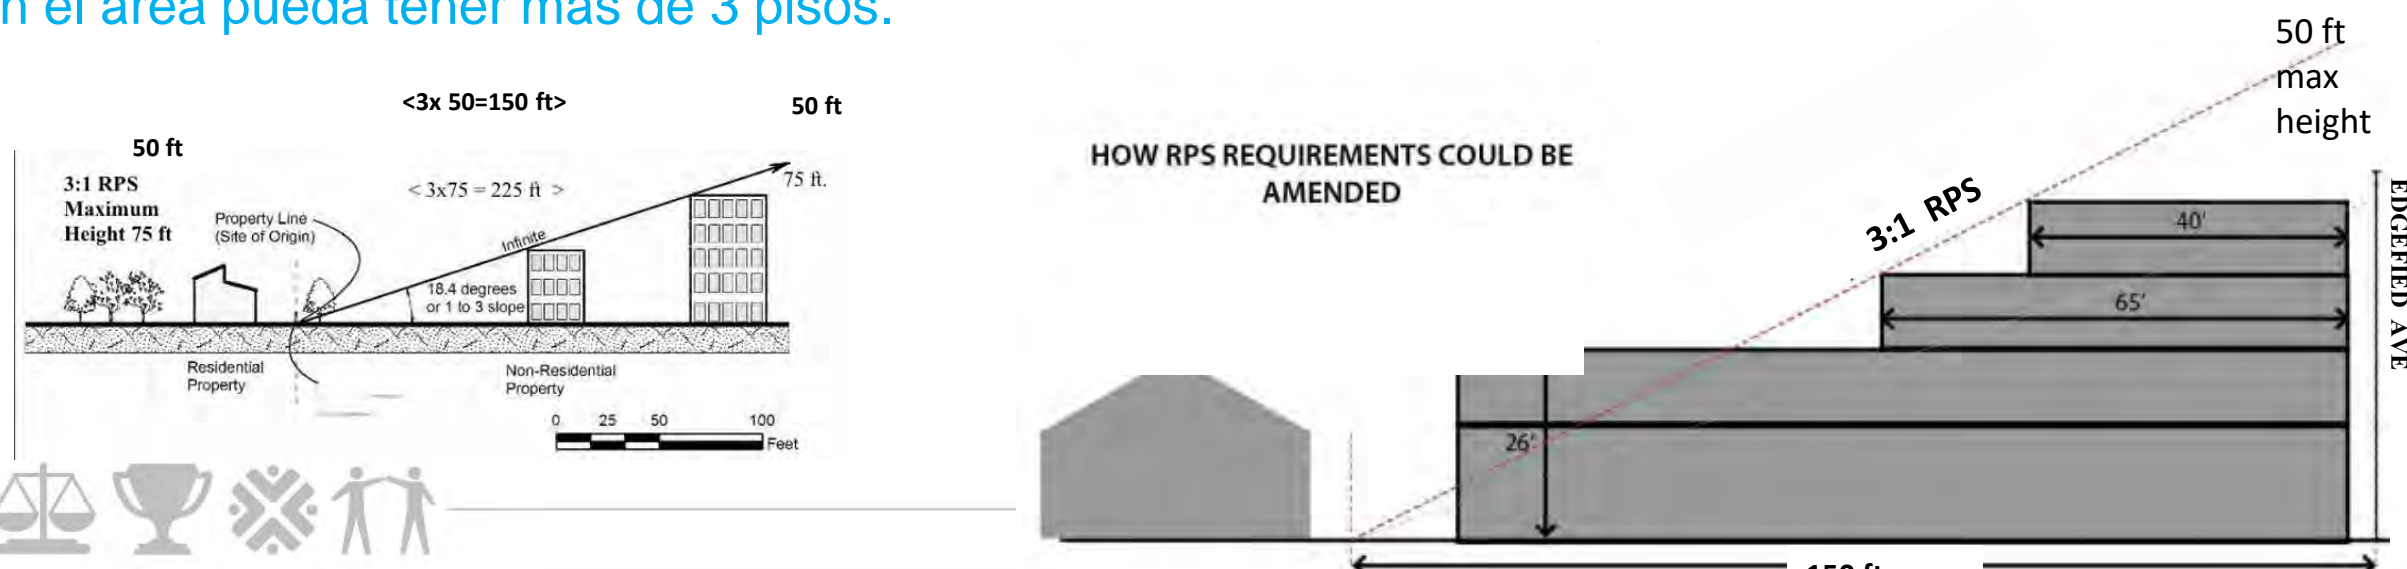 n el área pueda tener más de 3 pisos.
<3x 50=150 ft>
50 ft
50 ft
3:1 RPS
Maximum
Height 75 ft
Property Line
(Site of Origin)
< 3x75 = 225 ft >
75 ft.
Infinite
18.4 degrees
or 1 to 3 slope
Residential
Property
Non-Residential
Property
0 25 50 100
Feet
HOW RPS REQUIREMENTS COULD BE
AMENDED
50 ft
max
height
3:1 RPS
40'
65'
26'
EDGEFIED AVE
150 ft